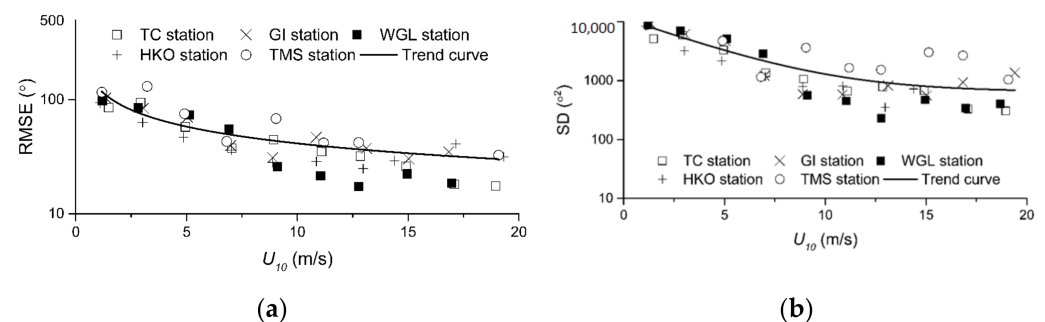 (a)
500
100
10
RMSE (°)
TC station GI station WGL station
HKO station TMS station Trend curve
0 5 10 15 20
U10 (m/s)
(a)
(b)
10,000
1000
100
10
SD (°²)
TC station GI station WGL station
HKO station TMS station Trend curve
0 5 10 15 20
U10 (m/s)
(b)